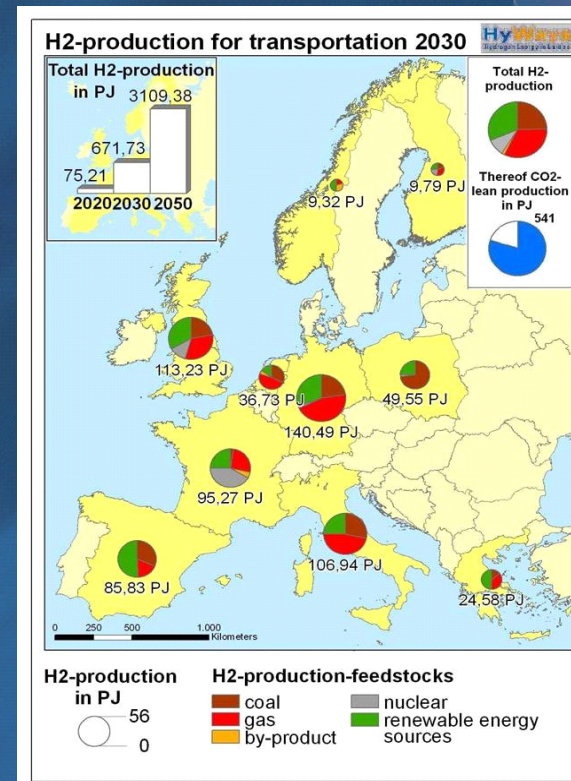 H2-production for transportation 2030
HyWays
Total H2-production
in PJ
3109,38
671,73
75,21
2020 2030 2050
Total H2-
production
Thereof CO2-
lean production
in PJ
541
9,32 PJ
9,79 PJ
113,23 PJ
36,73 PJ
49,55 PJ
140,49 PJ
95,27 PJ
106,94 PJ
85,83 PJ
24,58 PJ
0 250 500 1.000
Kilometers
H2-production
in PJ
56
0
H2-production-feedstocks
coal
gas
by-product
nuclear
renewable energy
sources